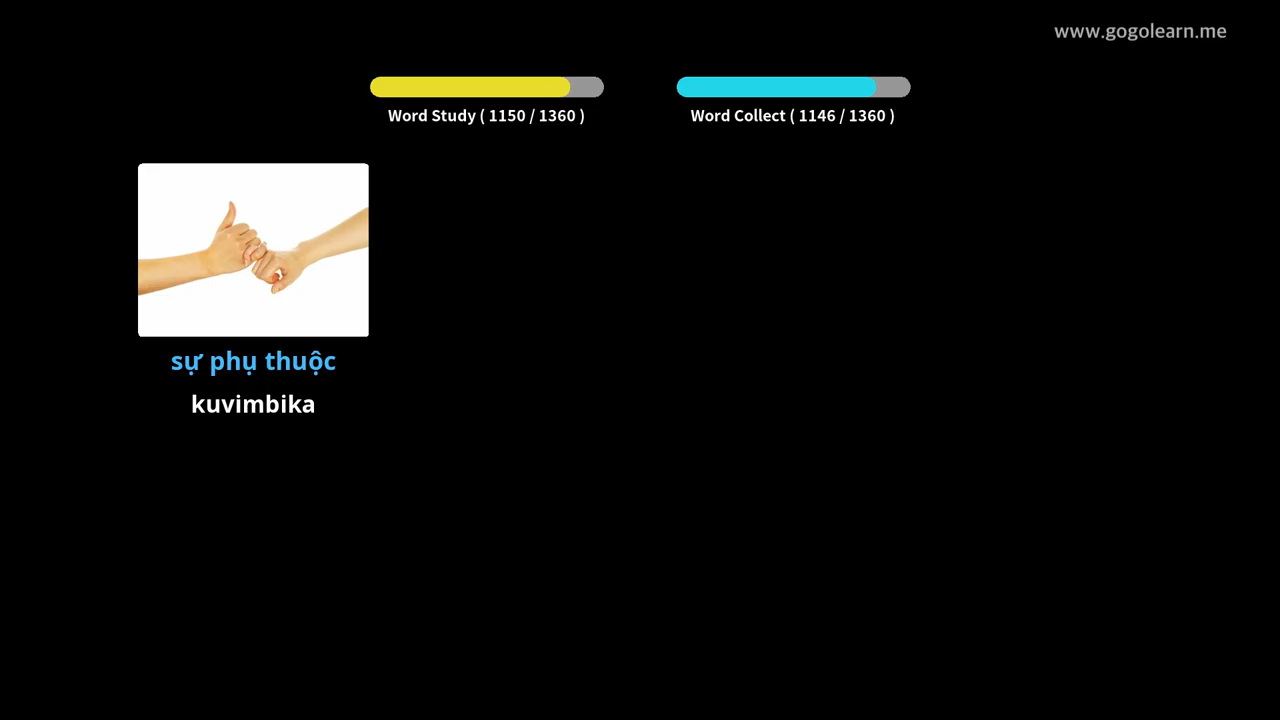 www.gogolearn.me
Word Study ( 1150 / 1360 )
Word Collect ( 1146 / 1360 )
sự phụ thuộc
kuvimbika